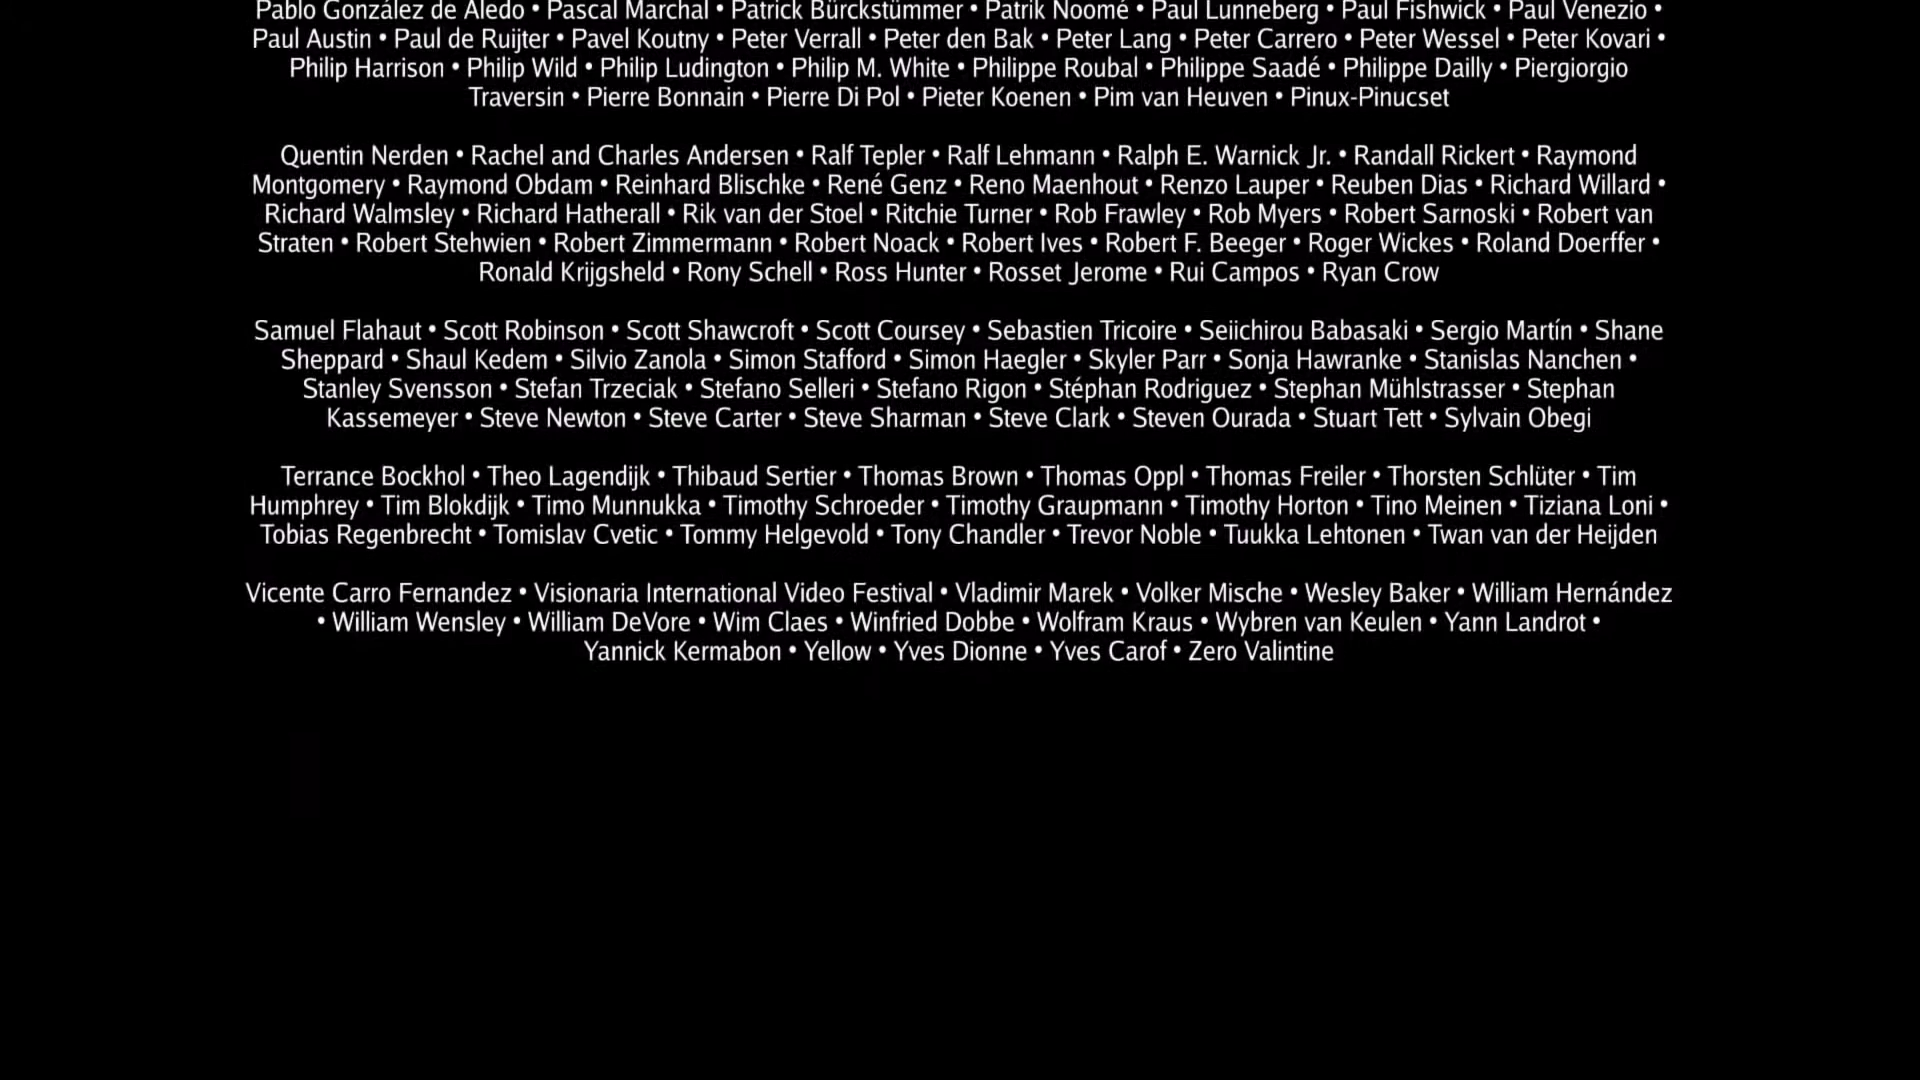 Pablo González de Aledo • Pascal Marchal • Patrick Bürckstümmer • Patrik Noomé • Paul Lunneberg • Paul Fishwick • Paul Venezio •
Paul Austin • Paul de Ruijter • Pavel Koutny • Peter Verrall • Peter den Bak • Peter Lang • Peter Carrero • Peter Wessel • Peter Kovari •
Philip Harrison • Philip Wild • Philip Ludington • Philip M. White • Philippe Roubal • Philippe Saadé • Philippe Dailly • Piergiorgio
Traversin • Pierre Bonnain • Pierre Di Pol • Pieter Koenen • Pim van Heuven • Pinux-Pinucset
Quentin Nerden • Rachel and Charles Andersen • Ralf Tepler • Ralf Lehmann • Ralph E. Warnick Jr. • Randall Rickert • Raymond
Montgomery • Raymond Obdam • Reinhard Blischke • René Genz • Reno Maenhout • Renzo Lauper • Reuben Dias • Richard Willard •
Richard Walmsley • Richard Hatherall • Rik van der Stoel • Ritchie Turner • Rob Frawley • Rob Myers • Robert Sarnoski • Robert van
Straten • Robert Stehwien • Robert Zimmermann • Robert Noack • Robert Ives • Robert F. Beeger • Roger Wickes • Roland Doerffer •
Ronald Krijgsheld • Rony Schell • Ross Hunter • Rosset Jerome • Rui Campos • Ryan Crow
Samuel Flahaut • Scott Robinson • Scott Shawcroft • Scott Coursey • Sebastien Tricoire • Seiichirou Babasaki • Sergio Martín • Shane
Sheppard • Shaul Kedem • Silvio Zanola • Simon Stafford • Simon Haegler • Skyler Parr • Sonja Hawranke • Stanislas Nanchen •
Stanley Svensson • Stefan Trzeciak • Stefano Selleri • Stefano Rigon • Stéphan Rodriguez • Stephan Mühlstrasser • Stephan
Kassemeyer • Steve Newton • Steve Carter • Steve Sharman • Steve Clark • Steven Ourada • Stuart Tett • Sylvain Obegi
Terrance Bockhol • Theo Lagendijk • Thibaud Sertier • Thomas Brown • Thomas Oppl • Thomas Freiler • Thorsten Schlüter • Tim
Humphrey • Tim Blokdijk • Timo Munnukka • Timothy Schroeder • Timothy Graupmann • Timothy Horton • Tino Meinen • Tiziana Loni •
Tobias Regenbrecht • Tomislav Cvetic • Tommy Helgevold • Tony Chandler • Trevor Noble • Tuukka Lehtonen • Twan van der Heijden
Vicente Carro Fernandez • Visionaria International Video Festival • Vladimir Marek • Volker Mische • Wesley Baker • William Hernández
• William Wensley • William DeVore • Wim Claes • Winfried Dobbe • Wolfram Kraus • Wybren van Keulen • Yann Landrot •
Yannick Kermabon • Yellow • Yves Dionne • Yves Carof • Zero Valintine